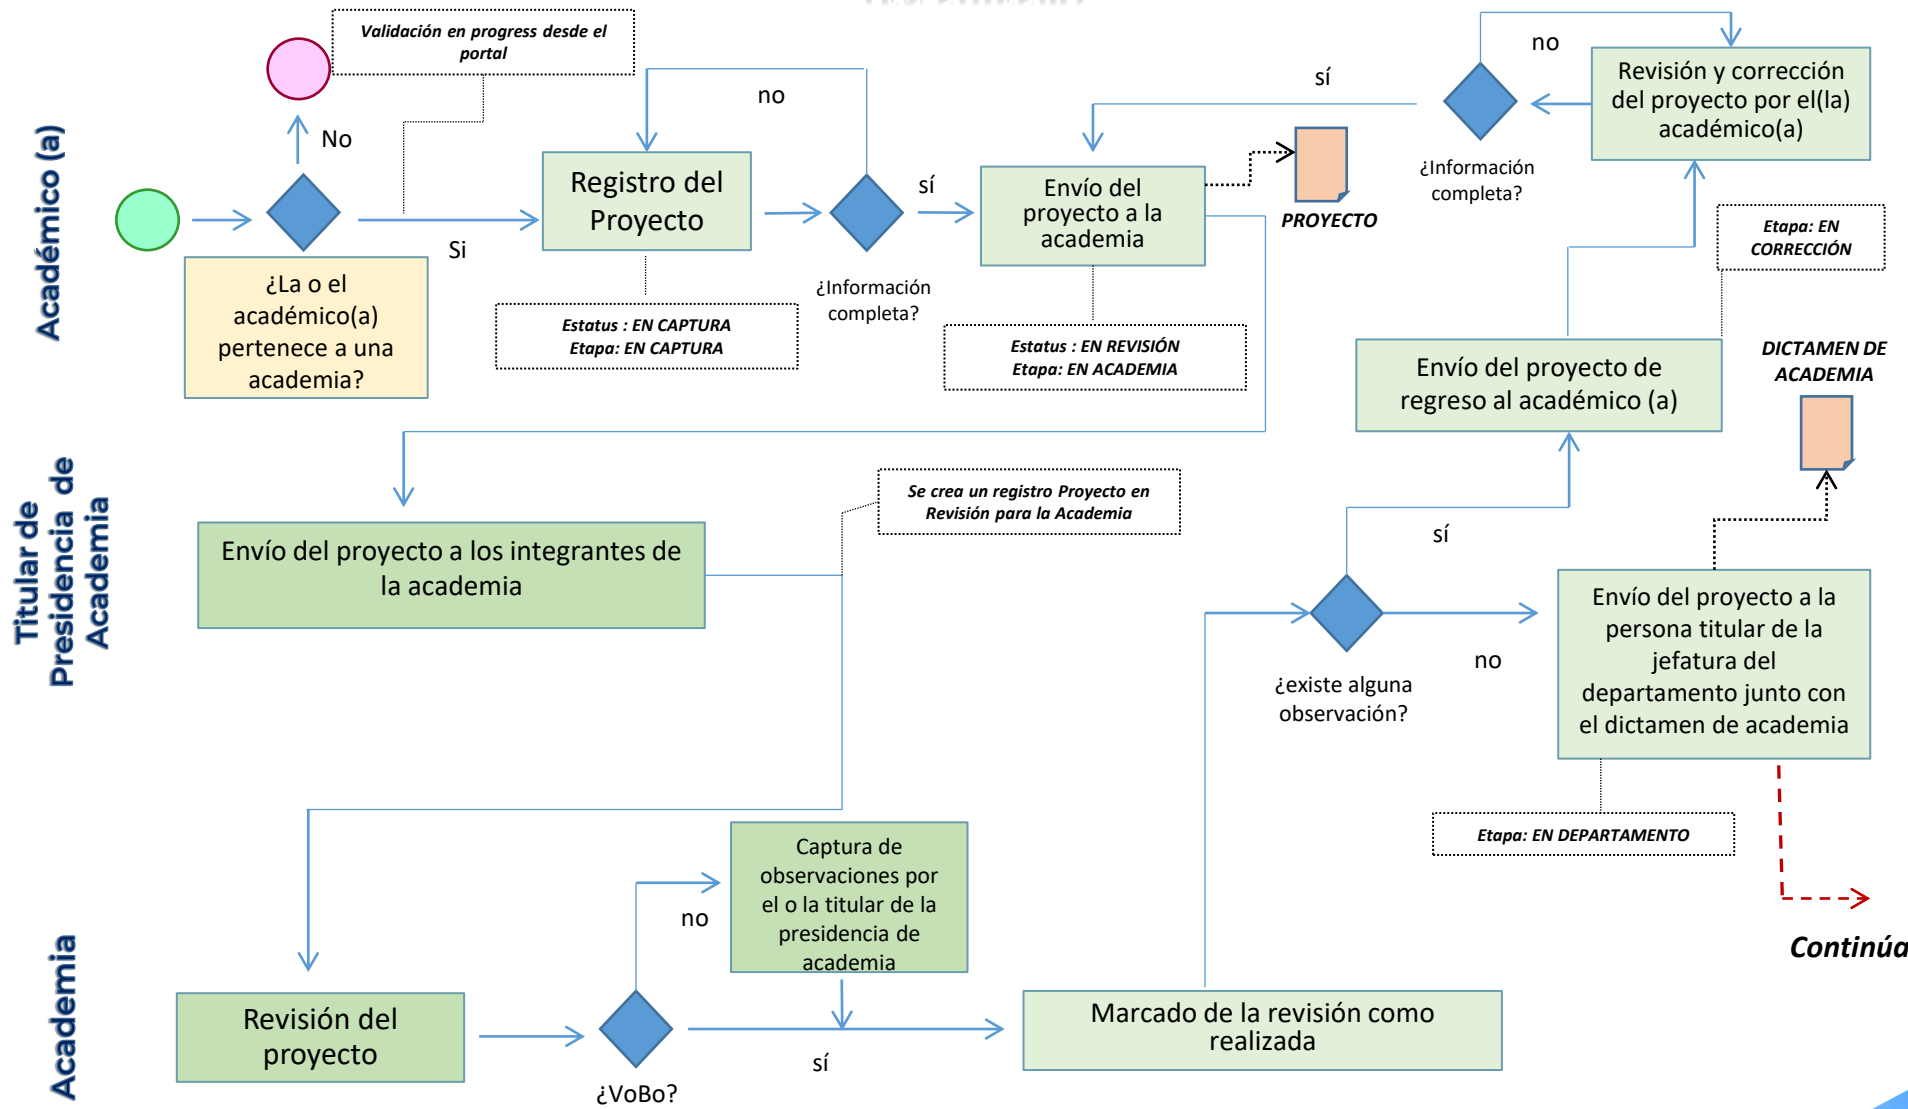 Académico (a)
Validación en progress desde el
portal
No
Si
¿La o el
académico(a)
pertenece a una
academia?
Registro del
Proyecto
no
Estatus : EN CAPTURA
Etapa: EN CAPTURA
¿Información
completa?
sí
Envío del
proyecto a la
academia
Estatus : EN REVISIÓN
Etapa: EN ACADEMIA
PROYECTO
sí
¿Información
completa?
no
Revisión y corrección
del proyecto por el(la)
académico(a)
Etapa: EN
CORRECCIÓN
Envío del proyecto de
regreso al académico (a)
DICTAMEN DE
ACADEMIA
Titular de
Presidencia de
Academia
Envío del proyecto a los integrantes de
la academia
Se crea un registro Proyecto en
Revisión para la Academia
sí
¿existe alguna
observación?
no
Envío del proyecto a la
persona titular de la
jefatura del
departamento junto con
el dictamen de academia
Etapa: EN DEPARTAMENTO
Continúa
Academia
Revisión del
proyecto
¿VoBo?
no
Captura de
observaciones por
el o la titular de la
presidencia de
academia
sí
Marcado de la revisión como
realizada